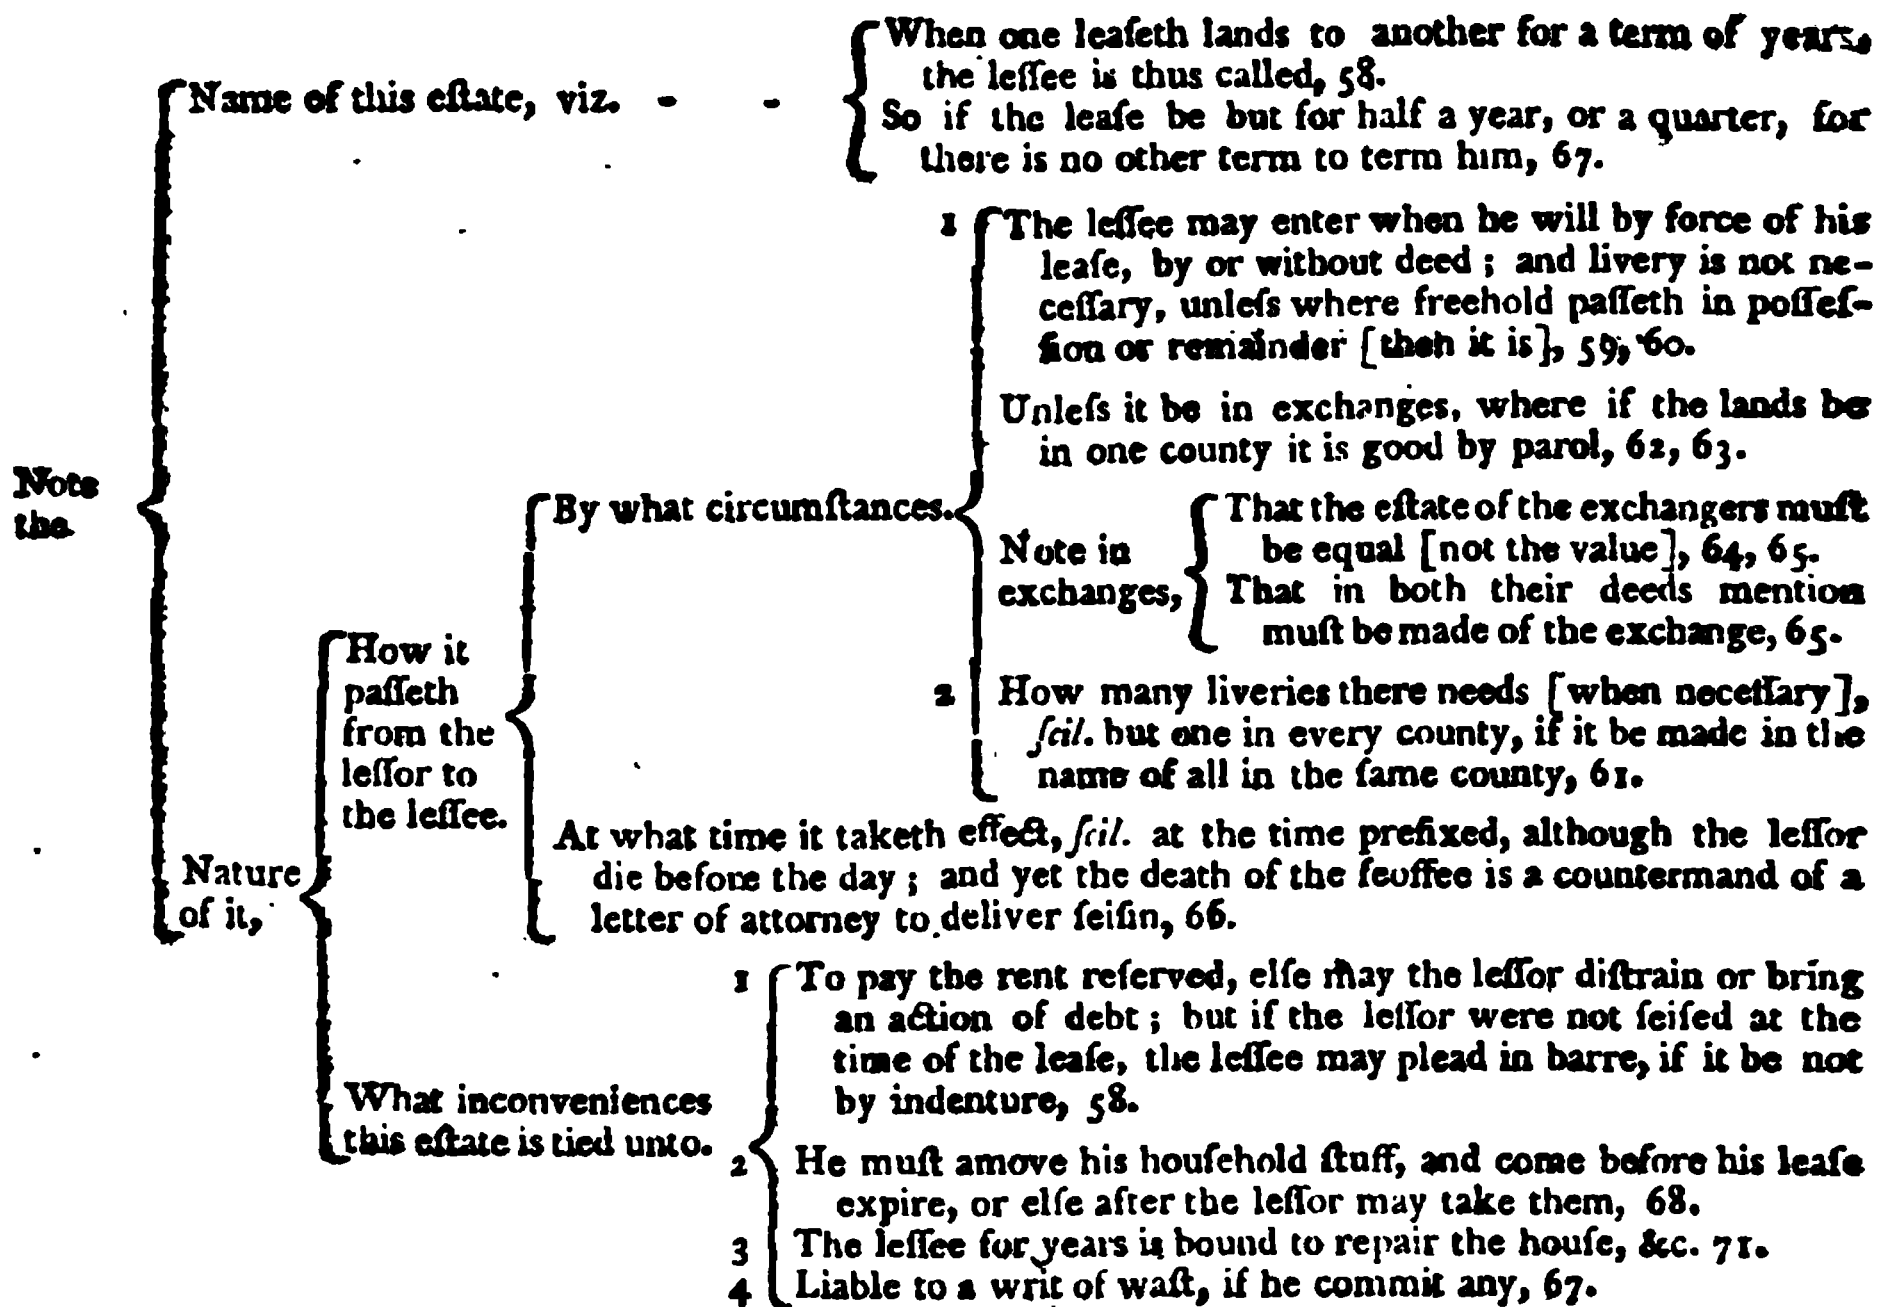 Note
the
Name of this eſtate, viz. - -
When one leaſeth lands to another for a term of years,
the leſſee is thus called, 58.
So if the leaſe be but for half a year, or a quarter, for
there is no other term to term him, 67.
Nature
of it,
How it
paſſeth
from the
leſſor to
the leſſee.
By what circumſtances.
1 The leſſee may enter when he will by force of his
leaſe, by or without deed ; and livery is not ne-
ceſſary, unleſs where freehold paſſeth in poſſeſ-
ſion or remainder [then it is], 59, 60.
Unleſs it be in exchanges, where if the lands be
in one county it is good by parol, 62, 63.
Note in
exchanges,
That the eſtate of the exchangers muſt
be equal [not the value], 64, 65.
That in both their deeds mention
muſt be made of the exchange, 65.
2 How many liveries there needs [when neceſſary],
ſcil. but one in every county, if it be made in the
name of all in the ſame county, 61.
At what time it taketh effect, ſcil. at the time prefixed, although the leſſor
die before the day ; and yet the death of the feoffee is a countermand of a
letter of attorney to deliver ſeiſin, 66.
What inconveniences
this eſtate is tied unto.
1 To pay the rent reſerved, elſe may the leſſor diſtrain or bring
an action of debt ; but if the leſſor were not ſeiſed at the
time of the leaſe, the leſſee may plead in barre, if it be not
by indenture, 58.
2 He muſt amove his houſehold ſtuff, and come before his leaſe
expire, or elſe after the leſſor may take them, 68.
3 The leſſee for years is bound to repair the houſe, &c. 71.
4 Liable to a writ of waſt, if he commit any, 67.